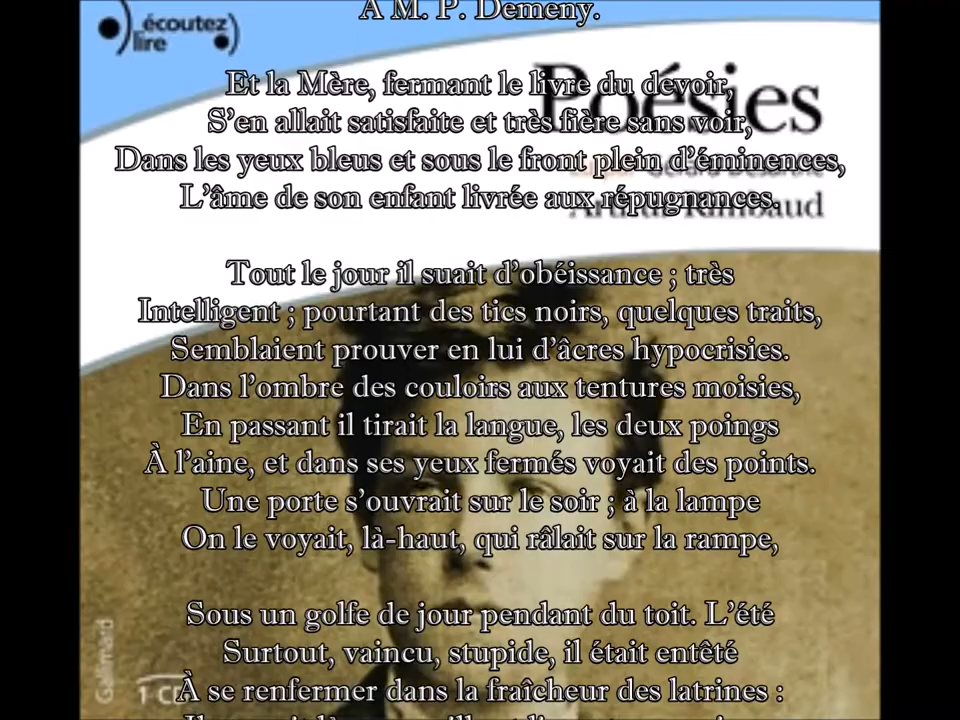 A M. P. Demeny.
écoutez
lire
Poésies
Arthur Rimbaud
Et la Mère, fermant le livre du devoir,
S'en allait satisfaite et très fière sans voir,
Dans les yeux bleus et sous le front plein d'éminences,
L'âme de son enfant livrée aux répugnances.
Tout le jour il suait d'obéissance ; très
Intelligent ; pourtant des tics noirs, quelques traits,
Semblaient prouver en lui d'âcres hypocrisies.
Dans l'ombre des couloirs aux tentures moisies,
En passant il tirait la langue, les deux poings
À l'aine, et dans ses yeux fermés voyait des points.
Une porte s'ouvrait sur le soir ; à la lampe
On le voyait, là-haut, qui râlait sur la rampe,
Sous un golfe de jour pendant du toit. L'été
Surtout, vaincu, stupide, il était entêté
À se renfermer dans la fraîcheur des latrines :
Gallimard
1 CD